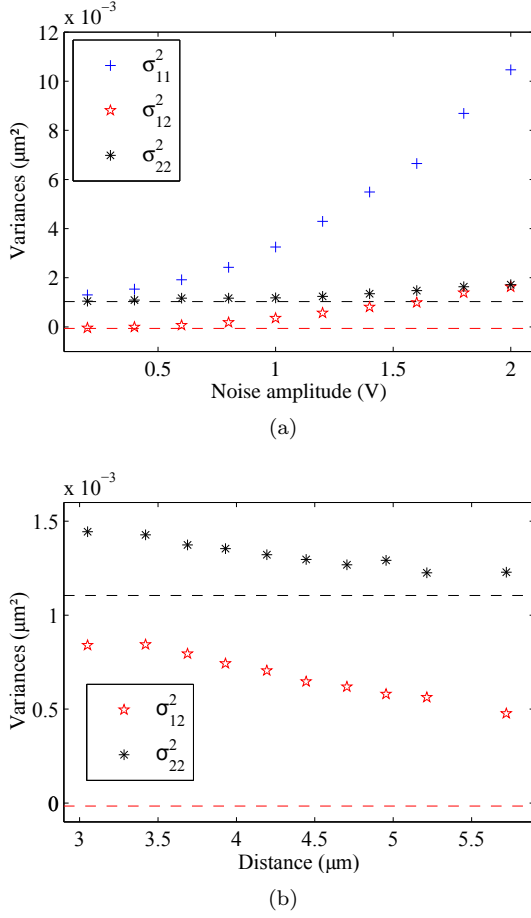 x 10⁻³
12
10
8
6
4
2
0
Variances (μm²)
σ²₁₁
σ²₁₂
σ²₂₂
0.5 1 1.5 2
Noise amplitude (V)
(a)
x 10⁻³
1.5
1
0.5
0
Variances (μm²)
σ²₁₂
σ²₂₂
3 3.5 4 4.5 5 5.5
Distance (μm)
(b)